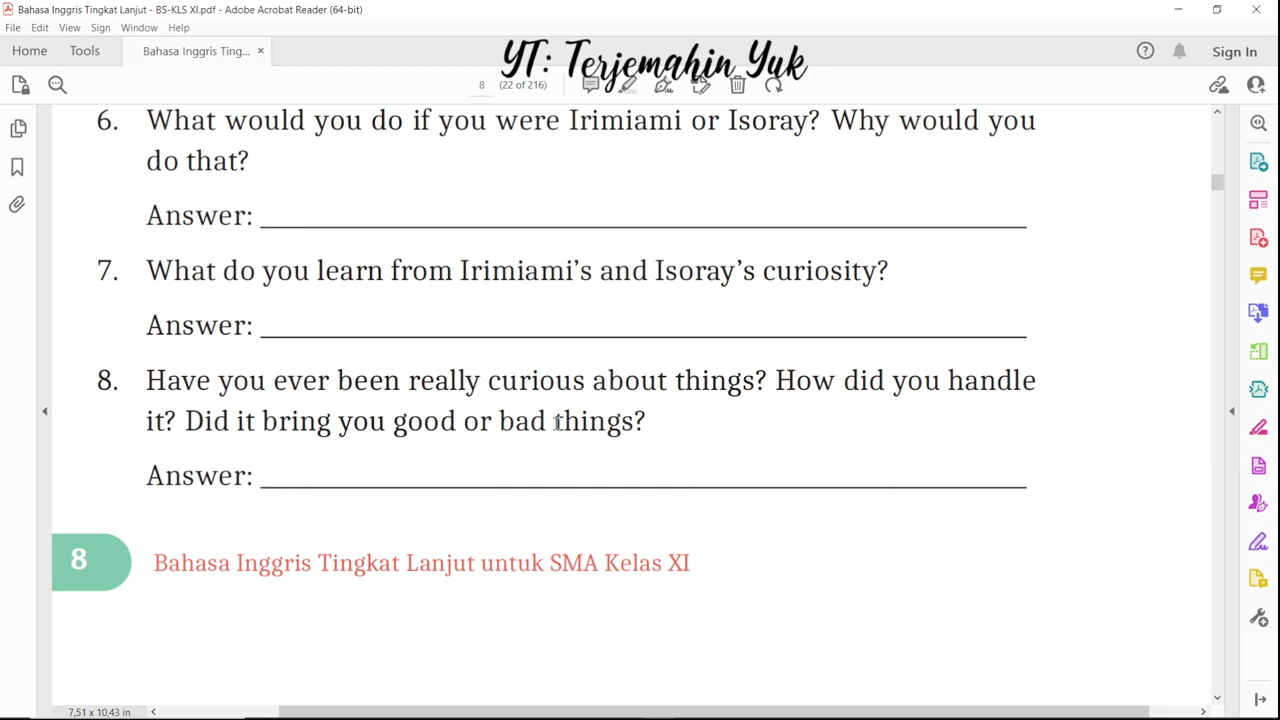 Bahasa Inggris Tingkat Lanjut - BS-KLS XI.pdf - Adobe Acrobat Reader (64-bit)
File Edit View Sign Window Help
Home Tools Bahasa Inggris Ting... × Sign In
YT: Terjemahin Yuk
8 (22 of 216)
6. What would you do if you were Irimiami or Isoray? Why would you
do that?
Answer:
7. What do you learn from Irimiami’s and Isoray’s curiosity?
Answer:
8. Have you ever been really curious about things? How did you handle
it? Did it bring you good or bad things?
Answer:
8 Bahasa Inggris Tingkat Lanjut untuk SMA Kelas XI
7,51 x 10,43 in